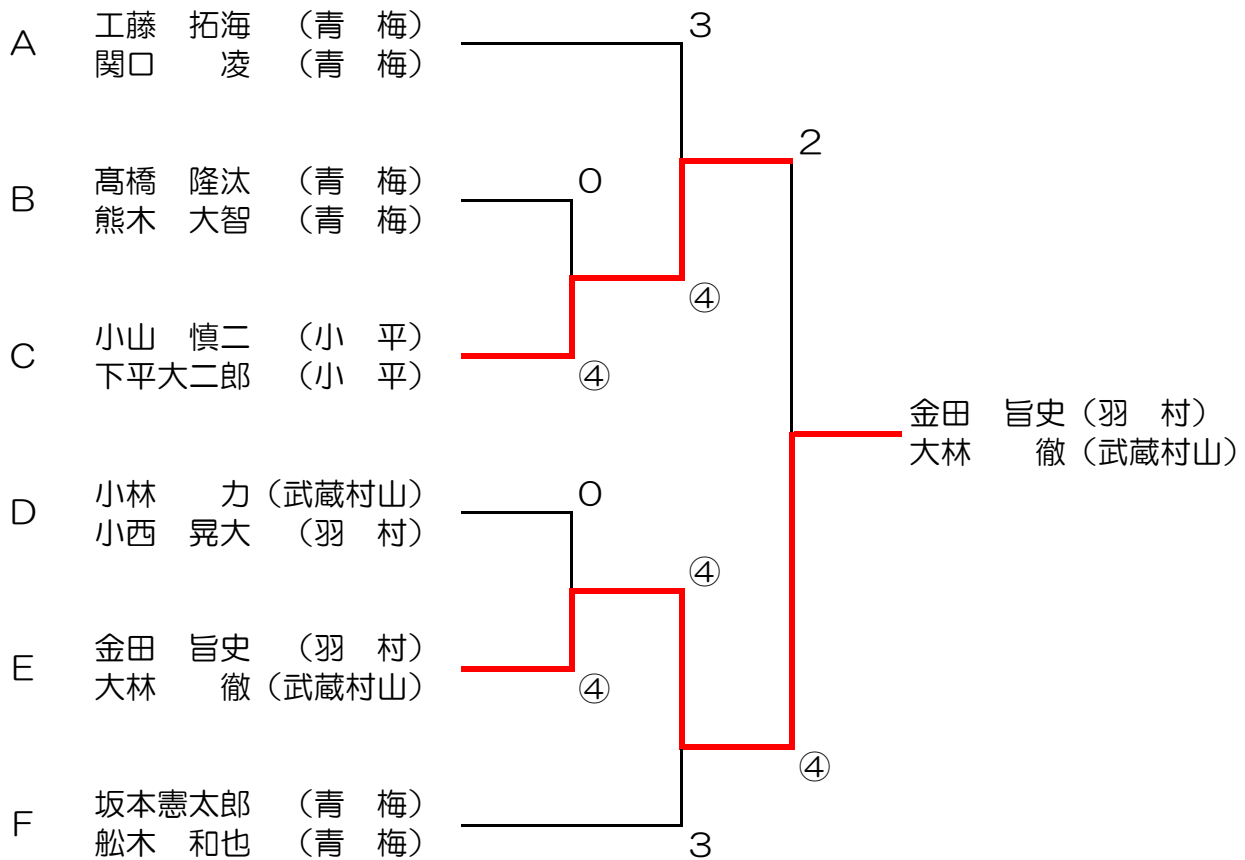 A
工藤　拓海　（青　梅）
関口　　凌　（青　梅）
3
2
B
髙橋　隆汰　（青　梅）
熊木　大智　（青　梅）
0
④
C
小山　慎二　（小　平）
下平大二郎　（小　平）
④
金田　旨史（羽　村）
大林　　徹（武蔵村山）
D
小林　　力（武蔵村山）
小西　晃大　（羽　村）
0
④
E
金田　旨史　（羽　村）
大林　　徹（武蔵村山）
④
④
F
坂本憲太郎　（青　梅）
舩木　和也　（青　梅）
3